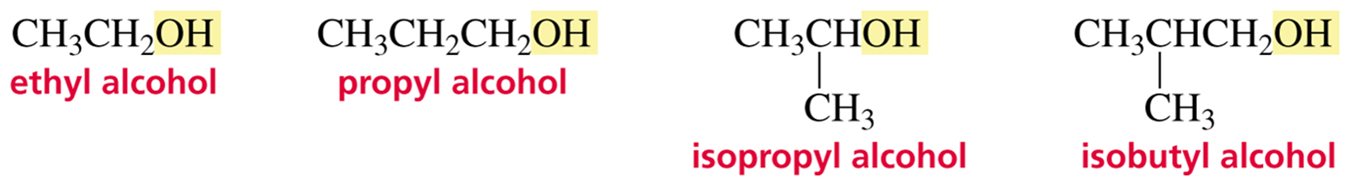 CH₃CH₂OH CH₃CH₂CH₂OH CH₃CHOH CH₃CHCH₂OH
ethyl alcohol propyl alcohol
CH₃ CH₃
isopropyl alcohol isobutyl alcohol